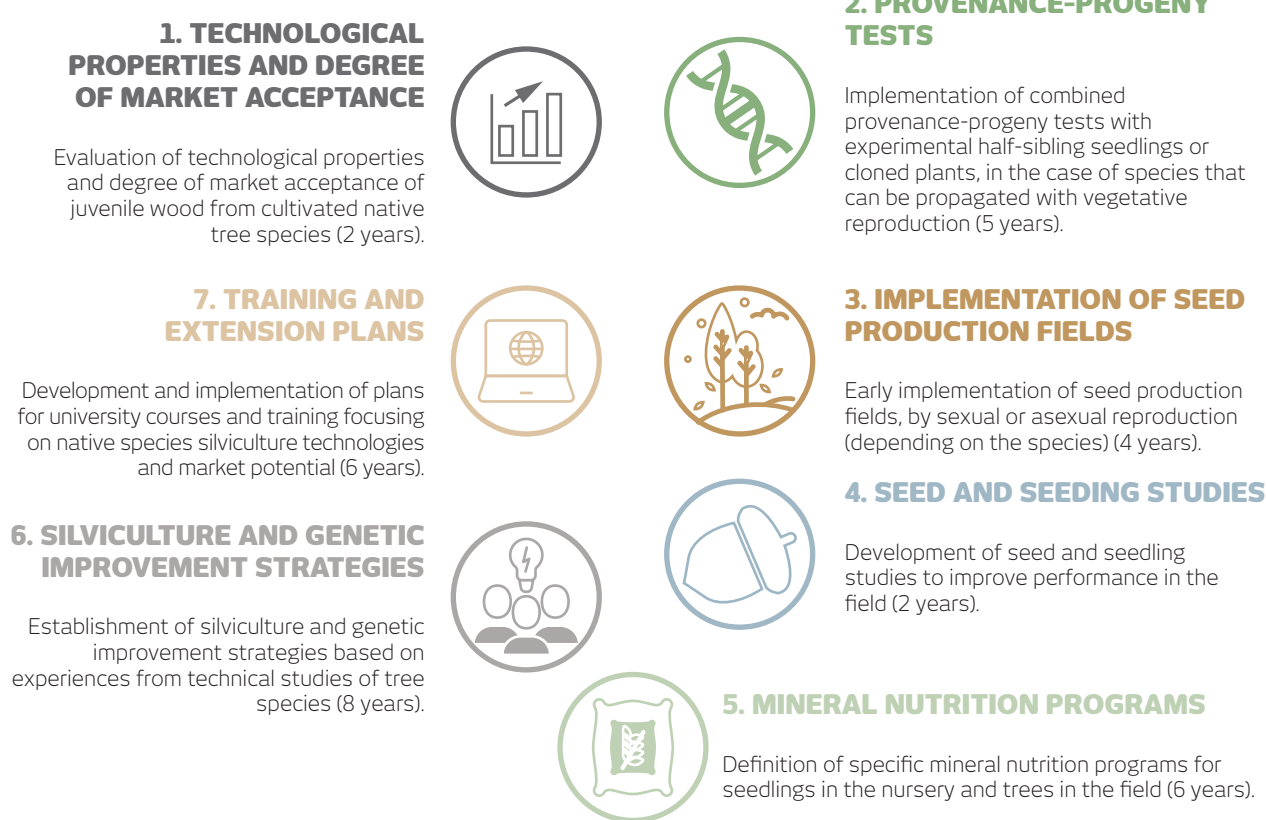 1. TECHNOLOGICAL
PROPERTIES AND DEGREE
OF MARKET ACCEPTANCE
Evaluation of technological properties
and degree of market acceptance of
juvenile wood from cultivated native
tree species (2 years).
2. PROVENANCE-PROGENY
TESTS
Implementation of combined
provenance-progeny tests with
experimental half-sibling seedlings or
cloned plants, in the case of species that
can be propagated with vegetative
reproduction (5 years).
3. IMPLEMENTATION OF SEED
PRODUCTION FIELDS
Early implementation of seed production
fields, by sexual or asexual reproduction
(depending on the species) (4 years).
4. SEED AND SEEDING STUDIES
Development of seed and seedling
studies to improve performance in the
field (2 years).
5. MINERAL NUTRITION PROGRAMS
Definition of specific mineral nutrition programs for
seedlings in the nursery and trees in the field (6 years).
6. SILVICULTURE AND GENETIC
IMPROVEMENT STRATEGIES
Establishment of silviculture and genetic
improvement strategies based on
experiences from technical studies of tree
species (8 years).
7. TRAINING AND
EXTENSION PLANS
Development and implementation of plans
for university courses and training focusing
on native species silviculture technologies
and market potential (6 years).